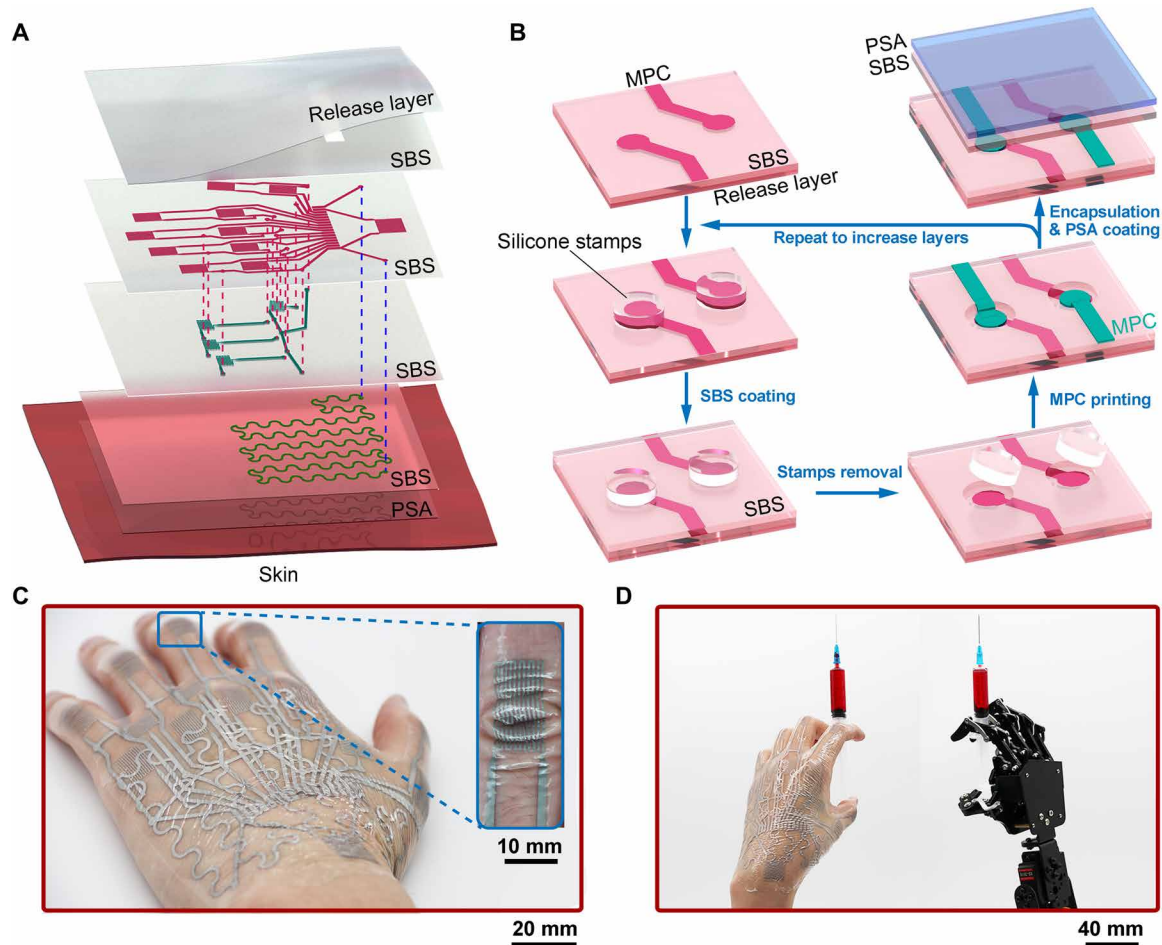 A
Release layer
SBS
SBS
SBS
SBS
PSA
Skin
B
MPC
SBS
Release layer
Silicone stamps
Repeat to increase layers
SBS coating
SBS
Stamps removal
MPC printing
MPC
Encapsulation
& PSA coating
PSA
SBS
C
10 mm
20 mm
D
40 mm